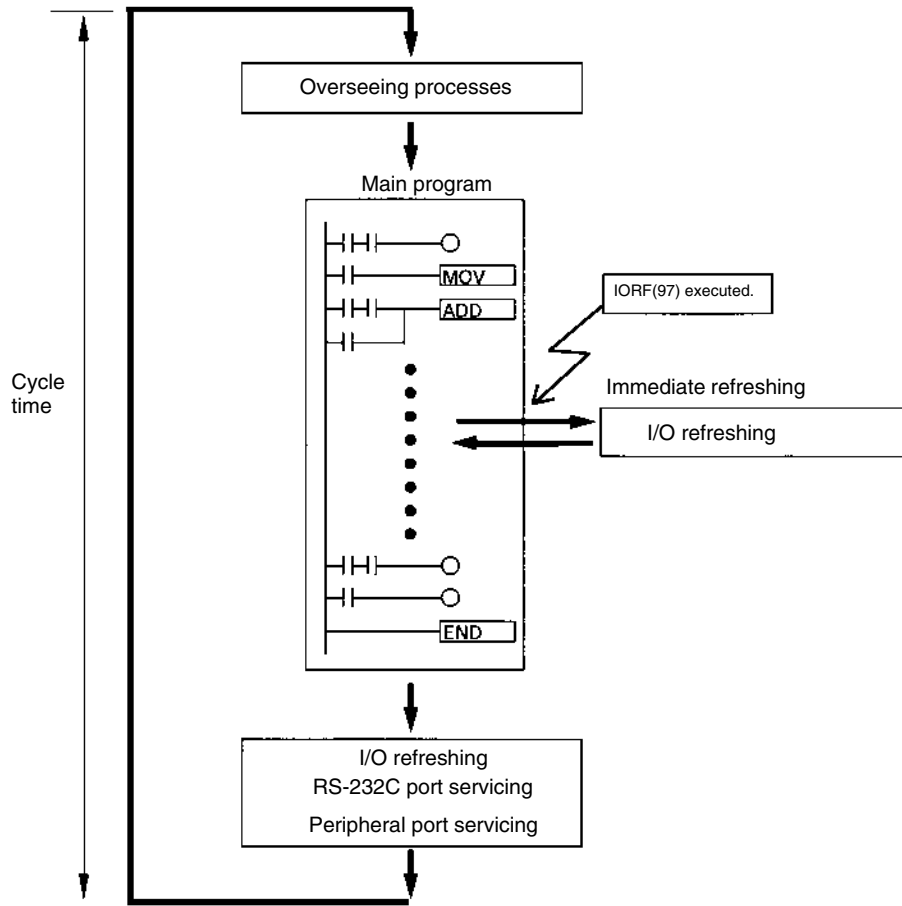 Overseeing processes
Main program
MOV
ADD
IORF(97) executed.
Cycle
time
Immediate refreshing
I/O refreshing
END
I/O refreshing
RS-232C port servicing
Peripheral port servicing